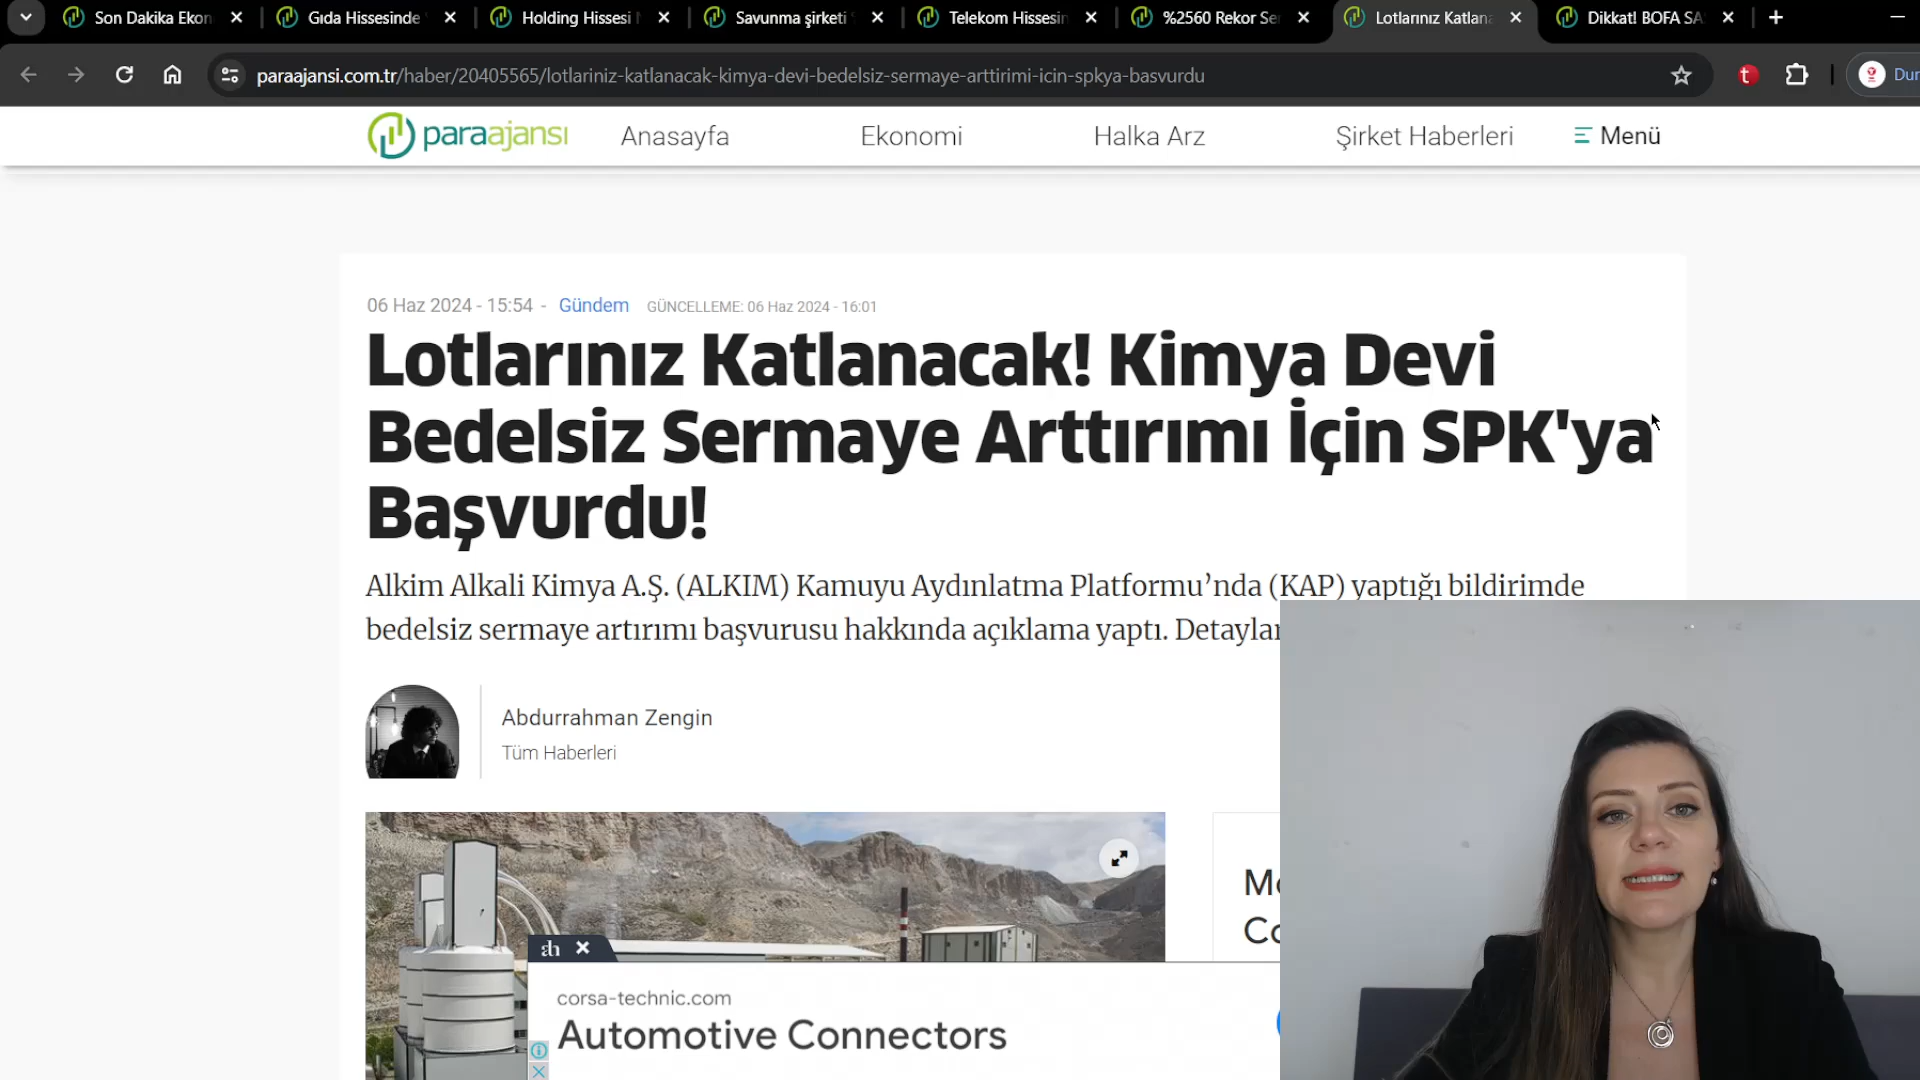 Son Dakika Ekon
Gıda Hissesinde
Holding Hissesi
Savunma şirketi
Telekom Hissesin
%2560 Rekor Se
Lotlarınız Katlana
Dikkat! BOFA SA
paraajansi.com.tr/haber/20405565/lotlariniz-katlanacak-kimya-devi-bedelsiz-sermaye-arttirimi-icin-spkya-basvurdu
t
Dur
paraajansı
Anasayfa
Ekonomi
Halka Arz
Şirket Haberleri
Menü
06 Haz 2024 - 15:54 - Gündem GÜNCELLEME: 06 Haz 2024 - 16:01
Lotlarınız Katlanacak! Kimya Devi
Bedelsiz Sermaye Arttırımı İçin SPK'ya
Başvurdu!
Alkim Alkali Kimya A.Ş. (ALKIM) Kamuyu Aydınlatma Platformu’nda (KAP) yaptığı bildirimde
bedelsiz sermaye artırımı başvurusu hakkında açıklama yaptı. Detaylar
Abdurrahman Zengin
Tüm Haberleri
ah
corsa-technic.com
Automotive Connectors